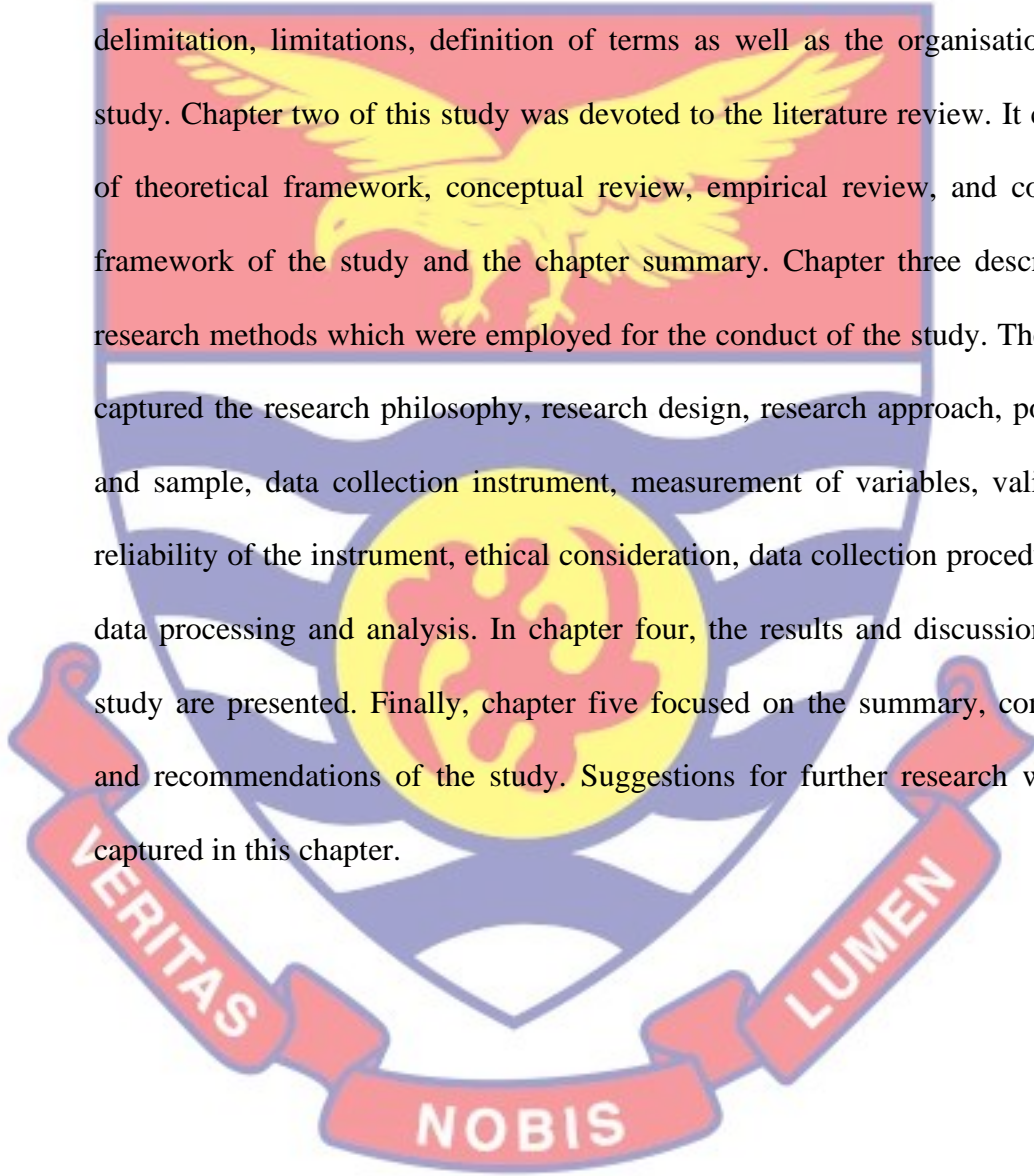 delimitation, limitations, definition of terms as well as the organisatio
study. Chapter two of this study was devoted to the literature review. It
of theoretical framework, conceptual review, empirical review, and co
framework of the study and the chapter summary. Chapter three descr
research methods which were employed for the conduct of the study. The
captured the research philosophy, research design, research approach, po
and sample, data collection instrument, measurement of variables, vali
reliability of the instrument, ethical consideration, data collection proced
data processing and analysis. In chapter four, the results and discussion
study are presented. Finally, chapter five focused on the summary, con
and recommendations of the study. Suggestions for further research w
captured in this chapter.
VERITAS
NOBIS
LUMEN